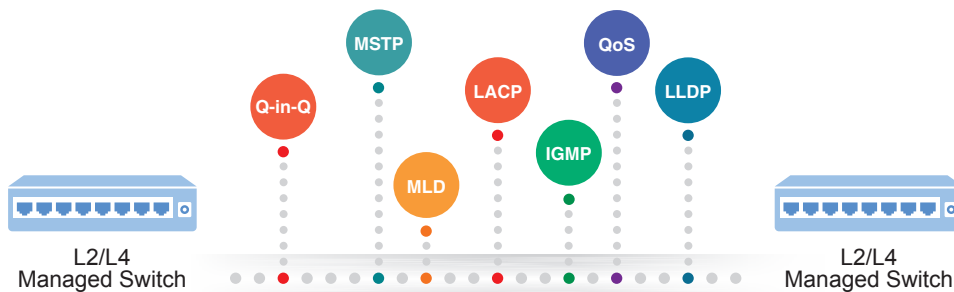 MSTP
QoS
Q-in-Q
LACP
LLDP
IGMP
MLD
L2/L4
Managed Switch
L2/L4
Managed Switch